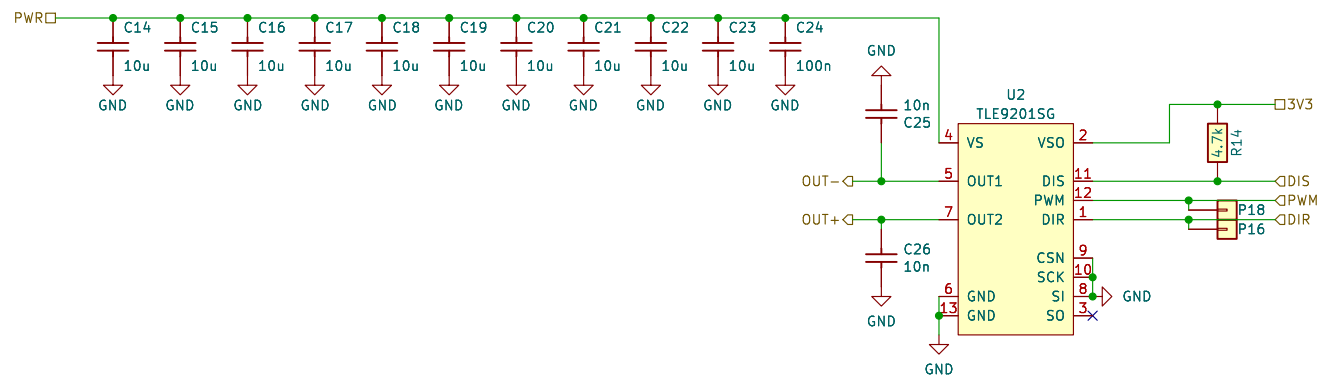 PWR
C14 C15 C16 C17 C18 C19 C20 C21 C22 C23 C24
10u 10u 10u 10u 10u 10u 10u 10u 10u 10u 100n
GND GND GND GND GND GND GND GND GND GND GND
GND
10n
C25
U2
TLE9201SG
3V3
4.7k
R14
4 VS VSO 2
OUT- 5 OUT1 DIS 11 DIS
PWM 12 PWM
P18
OUT+ 7 OUT2 DIR 1 DIR
P16
C26
10n
GND
CSN 9
SCK 10
6 GND SI 8 GND
13 GND SO 3
GND